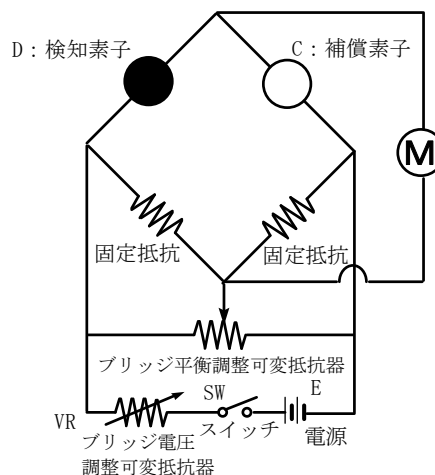 D：検知素子
C：補償素子
M
固定抵抗
固定抵抗
ブリッジ平衡調整可変抵抗器
SW
E
VR
スイッチ
電源
ブリッジ電圧
調整可変抵抗器